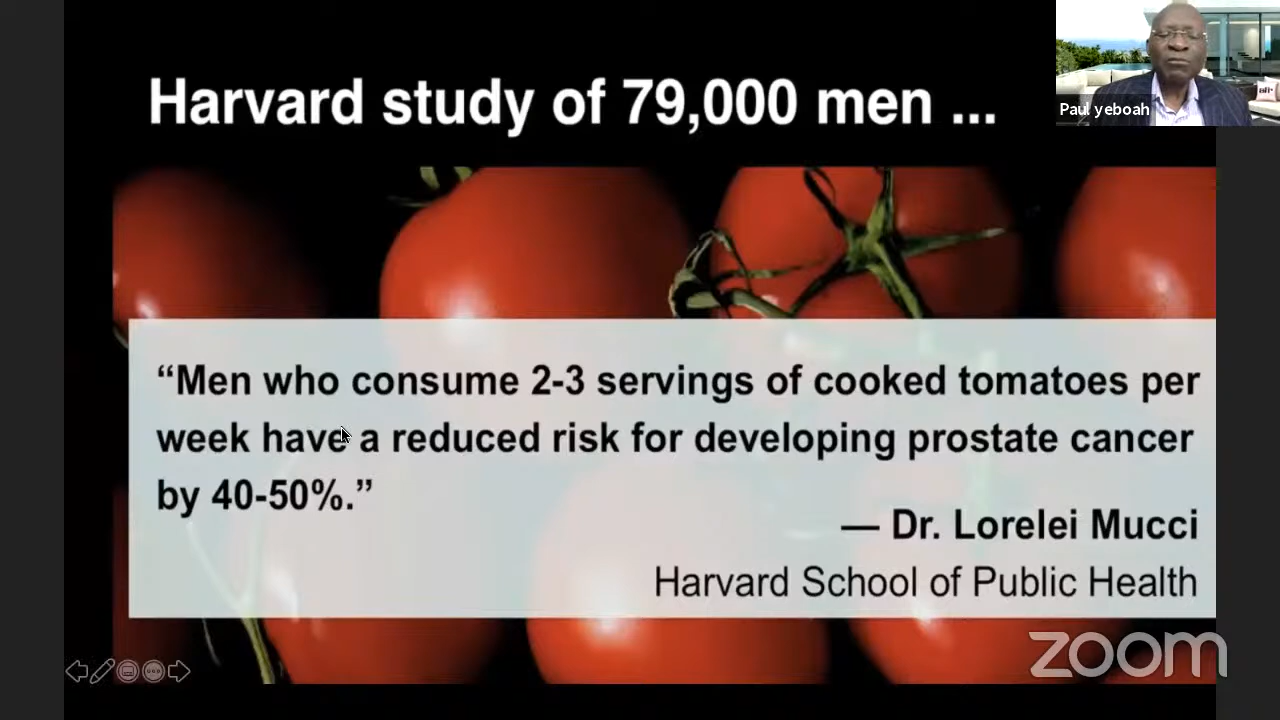 Harvard study of 79,000 men ...
Paul yeboah
“Men who consume 2-3 servings of cooked tomatoes per
week have a reduced risk for developing prostate cancer
by 40-50%.”
— Dr. Lorelei Mucci
Harvard School of Public Health
zoom